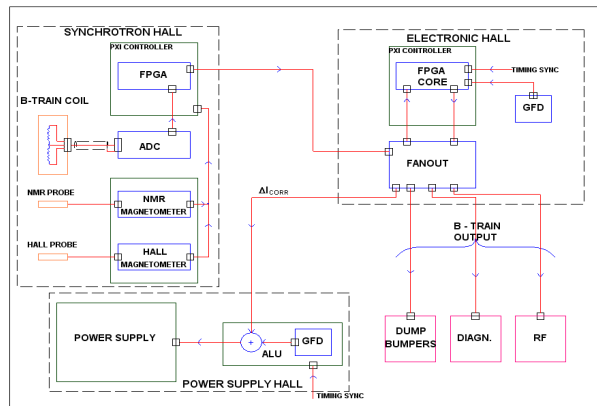 SYNCHROTRON HALL
PXI CONTROLLER
FPGA
B-TRAIN COIL
ADC
NMR PROBE
NMR
MAGNETOMETER
HALL PROBE
HALL
MAGNETOMETER
ELECTRONIC HALL
PXI CONTROLLER
FPGA
CORE
TIMING SYNC
GFD
FANOUT
ΔI CORR
B - TRAIN
OUTPUT
POWER SUPPLY
+
GFD
ALU
POWER SUPPLY HALL
TIMING SYNC
DUMP
BUMPERS
DIAGN.
RF